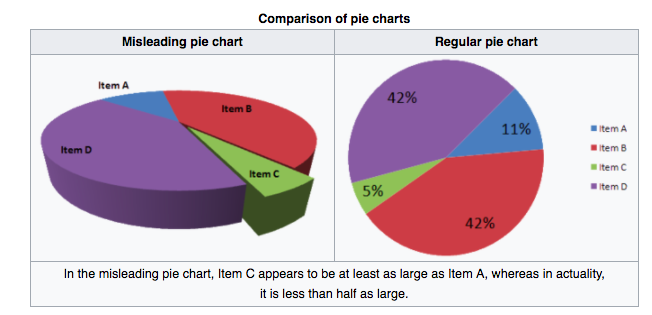 Comparison of pie charts
Misleading pie chart
Regular pie chart
Item A
Item B
Item D
Item C
42%
11%
5%
42%
Item A
Item B
Item C
Item D
In the misleading pie chart, Item C appears to be at least as large as Item A, whereas in actuality,
it is less than half as large.